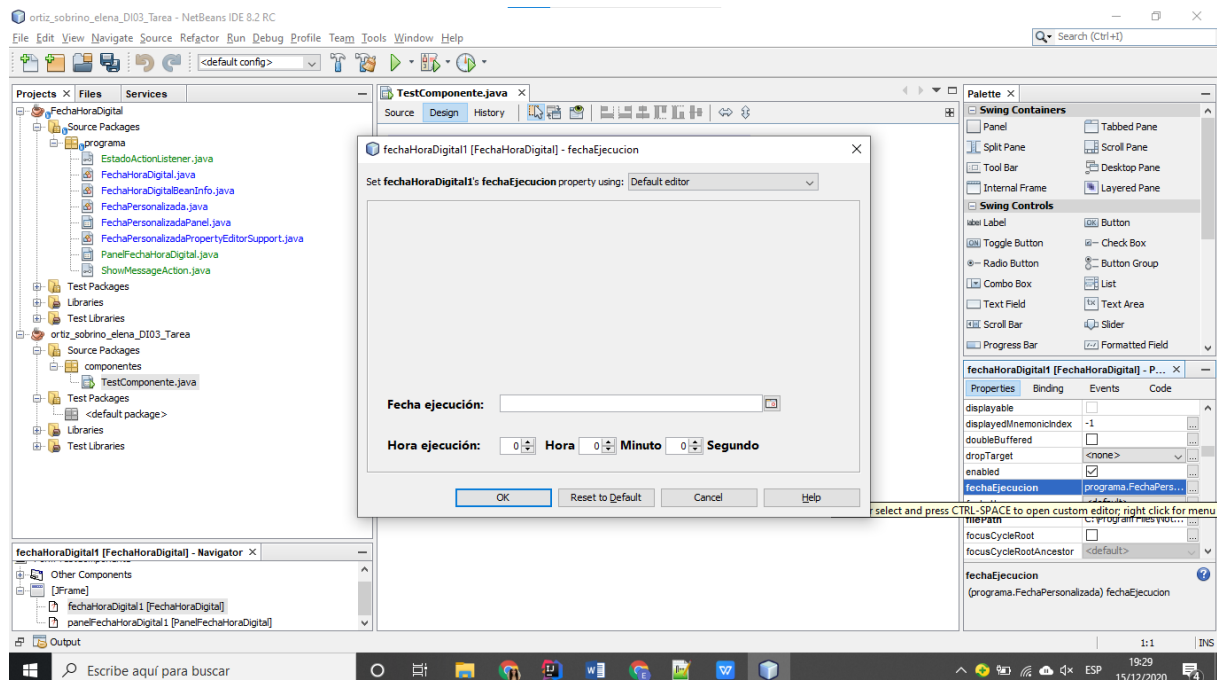 ortiz_sobrino_elena_DI03_Tarea - NetBeans IDE 8.2 RC
File Edit View Navigate Source Refactor Run Debug Profile Team Tools Window Help
Search (Ctrl+I)
<default config>
Projects Files Services
FechaHoraDigital
Source Packages
programa
EstadoActionListener.java
FechaHoraDigital.java
FechaHoraDigitalBeanInfo.java
FechaPersonalizada.java
FechaPersonalizadaPanel.java
FechaPersonalizadaPropertyEditorSupport.java
PanelFechaHoraDigital.java
ShowMessageAction.java
Test Packages
Libraries
Test Libraries
ortiz_sobrino_elena_DI03_Tarea
Source Packages
componentes
TestComponente.java
Test Packages
<default package>
Libraries
Test Libraries
TestComponente.java
Source Design History
fechaHoraDigital1 [FechaHoraDigital] - fechaEjecucion
Set fechaHoraDigital1's fechaEjecucion property using: Default editor
Fecha ejecución:
Hora ejecución: 0 Hora 0 Minuto 0 Segundo
OK Reset to Default Cancel Help
select and press CTRL-SPACE to open custom editor; right click for menu
Palette
Swing Containers
Panel Tabbed Pane
Split Pane Scroll Pane
Tool Bar Desktop Pane
Internal Frame Layered Pane
Swing Controls
label Label OK Button
ON Toggle Button Check Box
Radio Button Button Group
Combo Box List
Text Field Text Area
Scroll Bar Slider
Progress Bar Formatted Field
fechaHoraDigital1 [FechaHoraDigital] - P...
Properties Binding Events Code
displayable
displayedMnemonicIndex -1
doubleBuffered
dropTarget <none>
enabled
fechaEjecucion programa.FechaPers...
filePath C:\Program Files\Not...
focusCycleRoot
focusCycleRootAncestor <default>
fechaEjecucion
(programa.FechaPersonalizada) fechaEjecucion
fechaHoraDigital1 [FechaHoraDigital] - Navigator
Other Components
[JFrame]
fechaHoraDigital1 [FechaHoraDigital]
panelFechaHoraDigital1 [PanelFechaHoraDigital]
Output
1:1 INS
Escribe aquí para buscar
ESP
19:29
15/12/2020
4